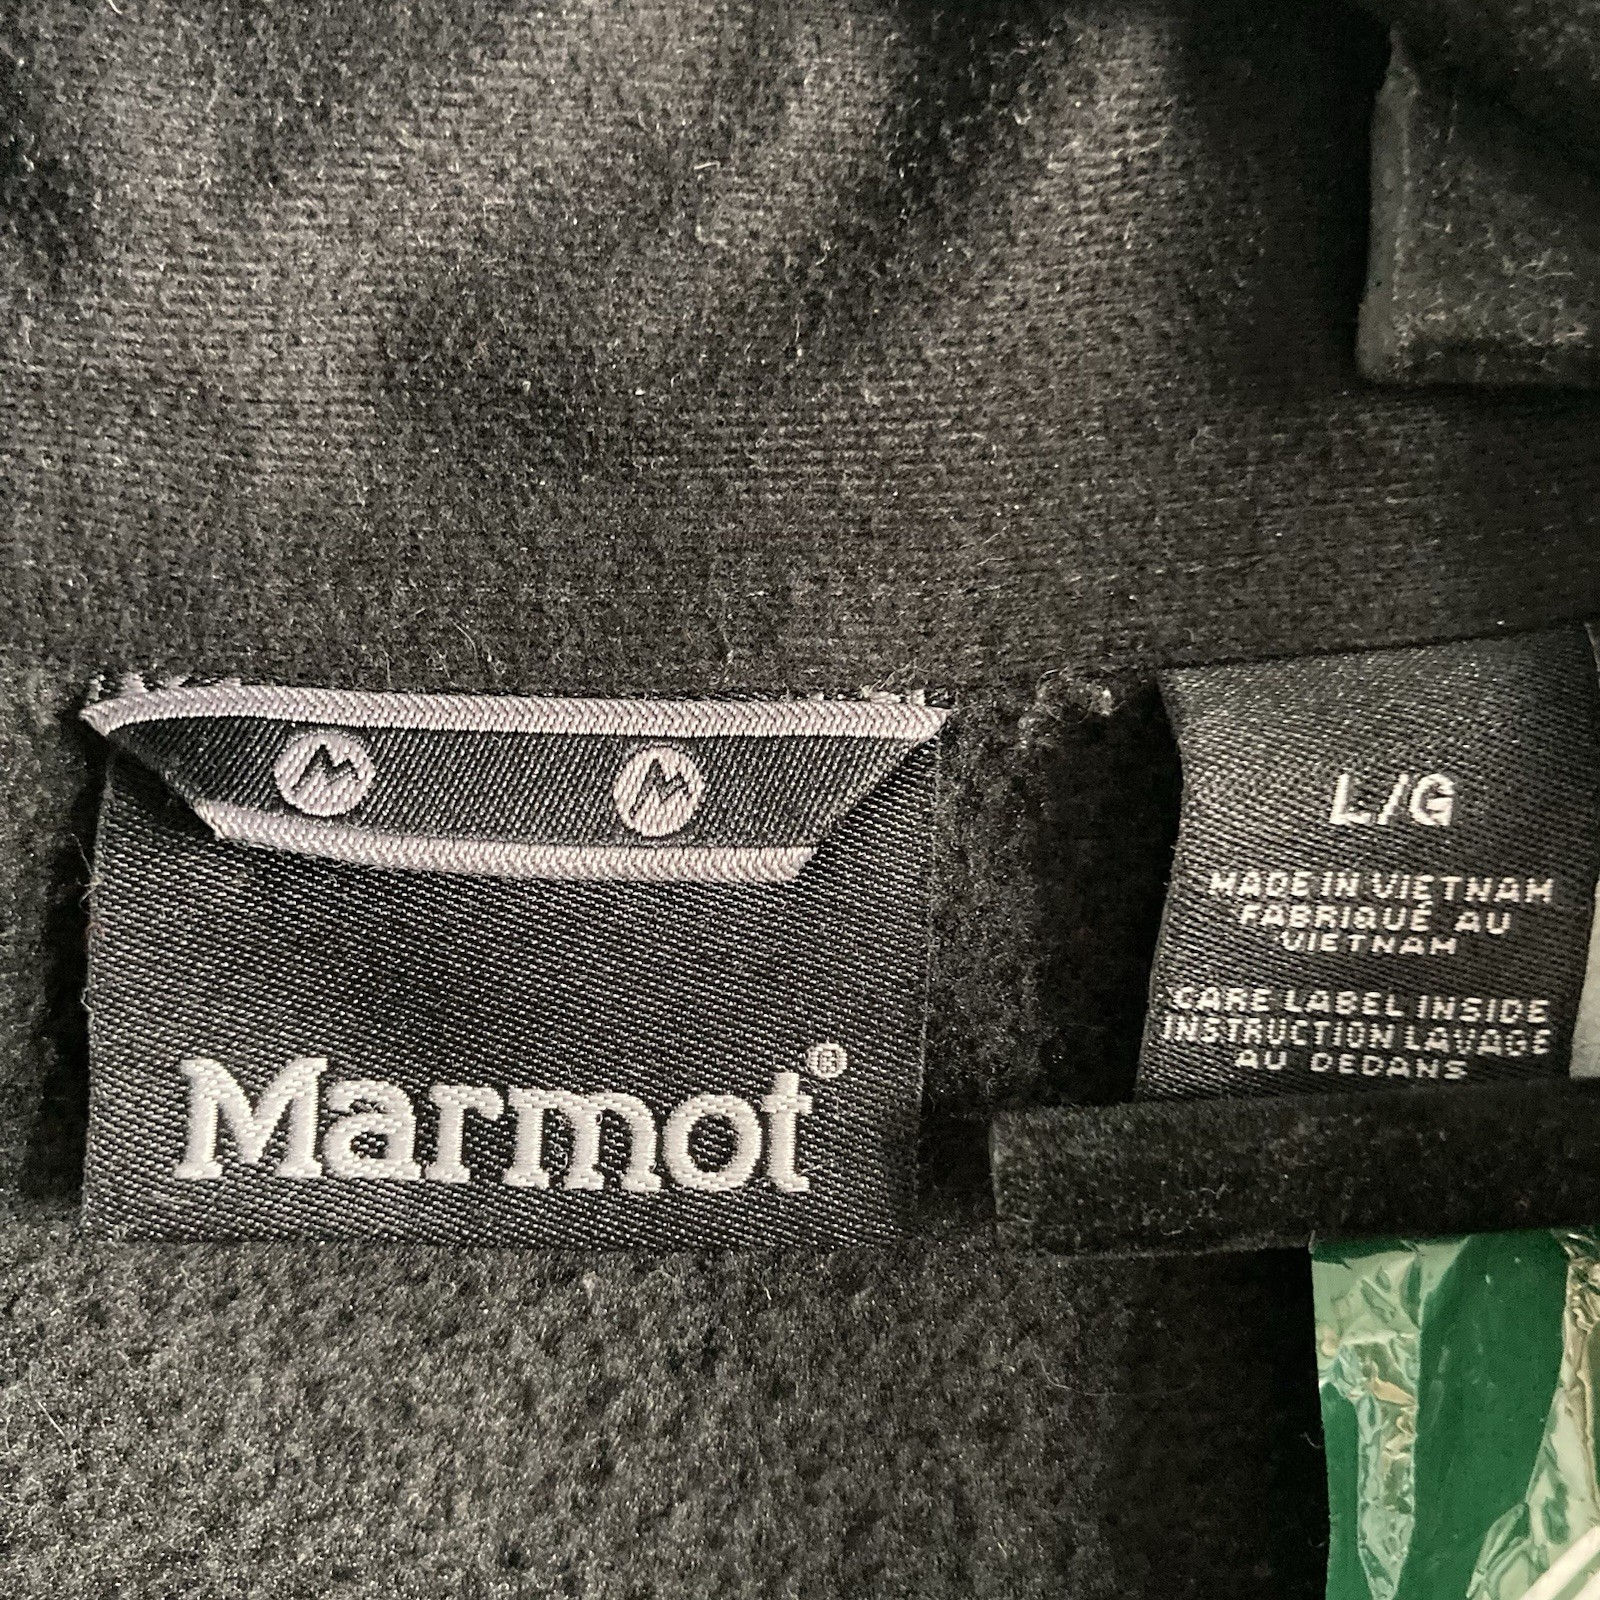 Marmot®
L/G
MADE IN VIETNAM
FABRIQUÉ AU
VIETNAM
CARE LABEL INSIDE
INSTRUCTION LAVAGE
AU DEDANS